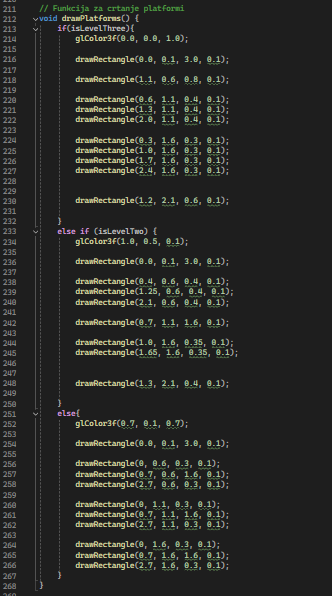 211 // Funkcija za crtanje platformi
212 void drawPlatforms() {
213 if(isLevelThree){
214 glColor3f(0.0, 0.0, 1.0);
215
216 drawRectangle(0.0, 0.1, 3.0, 0.1);
217
218 drawRectangle(1.1, 0.6, 0.8, 0.1);
219
220 drawRectangle(0.6, 1.1, 0.4, 0.1);
221 drawRectangle(1.3, 1.1, 0.4, 0.1);
222 drawRectangle(2.0, 1.1, 0.4, 0.1);
223
224 drawRectangle(0.3, 1.6, 0.3, 0.1);
225 drawRectangle(1.0, 1.6, 0.3, 0.1);
226 drawRectangle(1.7, 1.6, 0.3, 0.1);
227 drawRectangle(2.4, 1.6, 0.3, 0.1);
228
229
230 drawRectangle(1.2, 2.1, 0.6, 0.1);
231
232 }
233 else if (isLevelTwo) {
234 glColor3f(1.0, 0.5, 0.1);
235
236 drawRectangle(0.0, 0.1, 3.0, 0.1);
237
238 drawRectangle(0.4, 0.6, 0.4, 0.1);
239 drawRectangle(1.25, 0.6, 0.4, 0.1);
240 drawRectangle(2.1, 0.6, 0.4, 0.1);
241
242 drawRectangle(0.7, 1.1, 1.6, 0.1);
243
244 drawRectangle(1.0, 1.6, 0.35, 0.1);
245 drawRectangle(1.65, 1.6, 0.35, 0.1);
246
247
248 drawRectangle(1.3, 2.1, 0.4, 0.1);
249
250 }
251 else{
252 glColor3f(0.7, 0.1, 0.7);
253
254 drawRectangle(0.0, 0.1, 3.0, 0.1);
255
256 drawRectangle(0, 0.6, 0.3, 0.1);
257 drawRectangle(0.7, 0.6, 1.6, 0.1);
258 drawRectangle(2.7, 0.6, 0.3, 0.1);
259
260 drawRectangle(0, 1.1, 0.3, 0.1);
261 drawRectangle(0.7, 1.1, 1.6, 0.1);
262 drawRectangle(2.7, 1.1, 0.3, 0.1);
263
264 drawRectangle(0, 1.6, 0.3, 0.1);
265 drawRectangle(0.7, 1.6, 1.6, 0.1);
266 drawRectangle(2.7, 1.6, 0.3, 0.1);
267 }
268 }